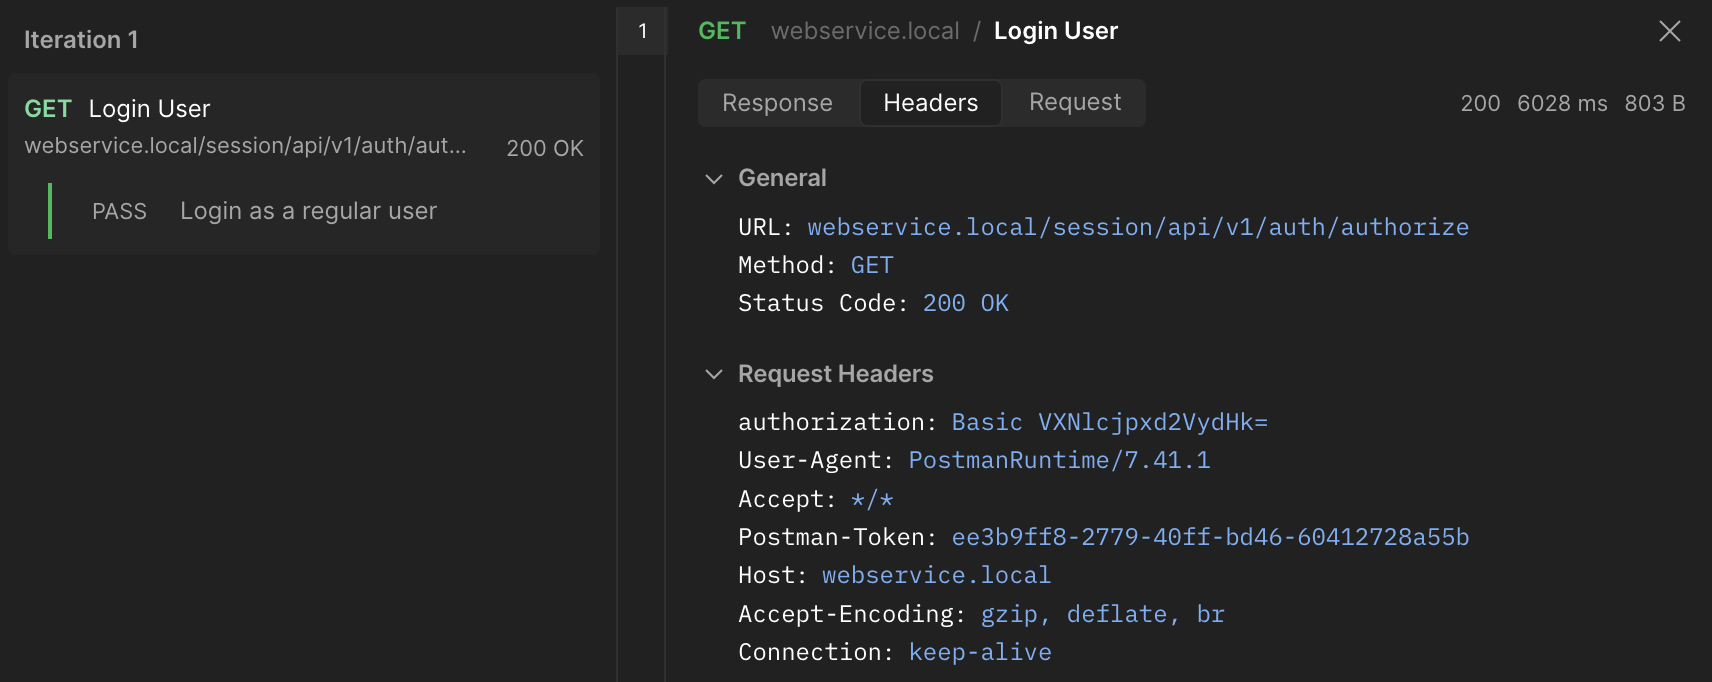 Iteration 1
GET Login User
webservice.local/session/api/v1/auth/aut...
200 OK
PASS Login as a regular user
1
GET webservice.local / Login User
Response Headers Request
200 6028 ms 803 B
General
URL: webservice.local/session/api/v1/auth/authorize
Method: GET
Status Code: 200 OK
Request Headers
authorization: Basic VXNlcjpxd2VydHk=
User-Agent: PostmanRuntime/7.41.1
Accept: */*
Postman-Token: ee3b9ff8-2779-40ff-bd46-60412728a55b
Host: webservice.local
Accept-Encoding: gzip, deflate, br
Connection: keep-alive